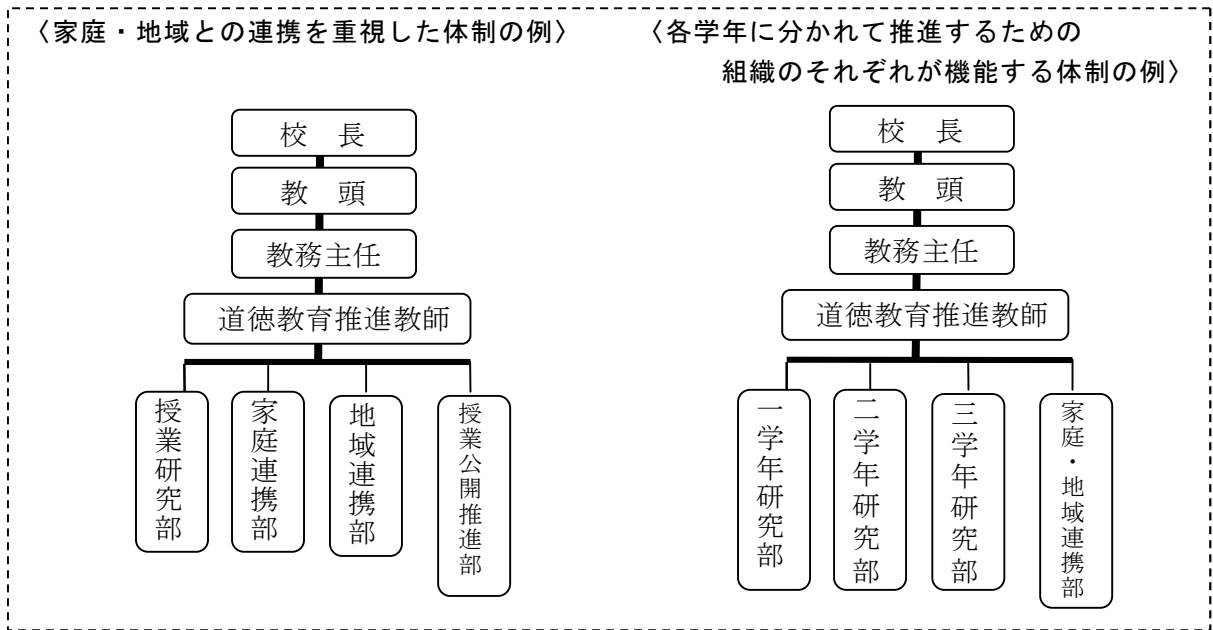 〈家庭・地域との連携を重視した体制の例〉
校　長
教　頭
教務主任
道徳教育推進教師
授業研究部
家庭連携部
地域連携部
授業公開推進部
〈各学年に分かれて推進するための
組織のそれぞれが機能する体制の例〉
校　長
教　頭
教務主任
道徳教育推進教師
一学年研究部
二学年研究部
三学年研究部
家庭・地域連携部